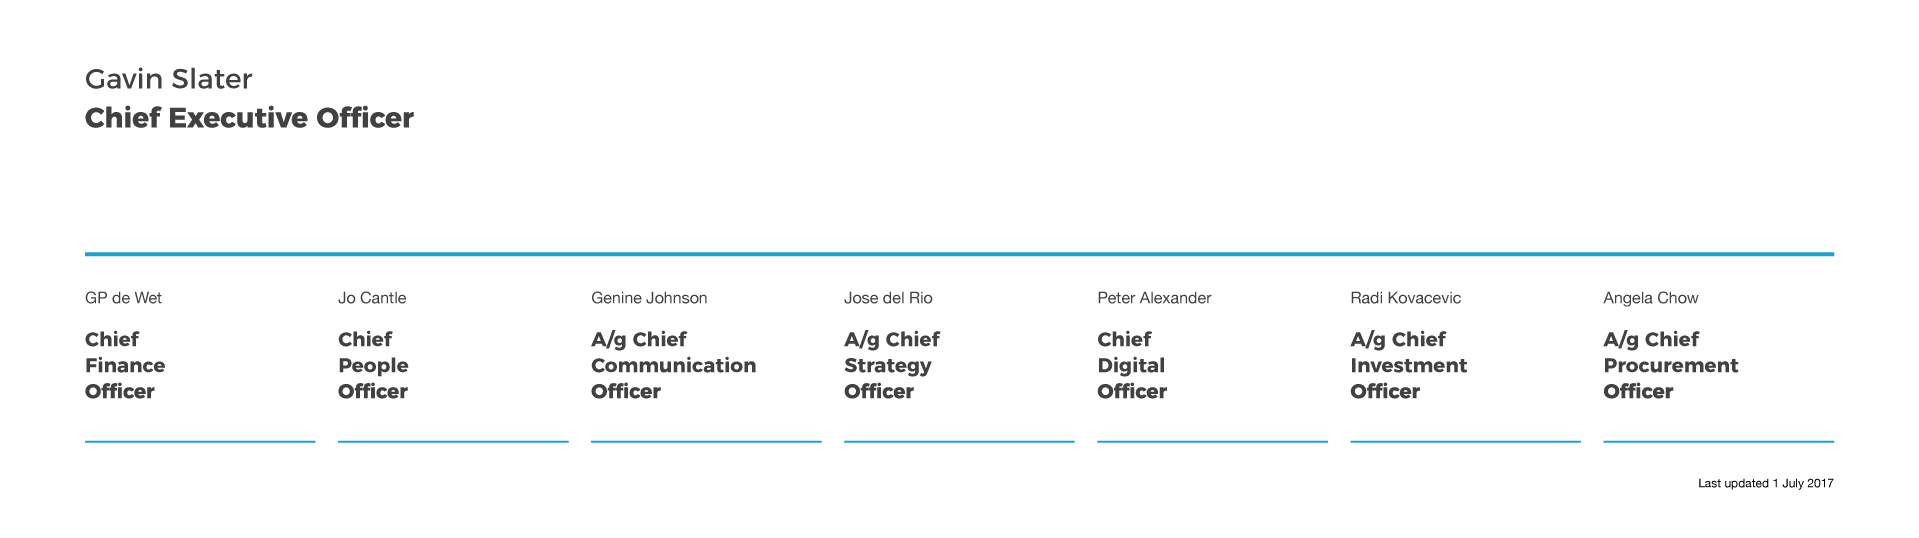 Gavin Slater
Chief Executive Officer
GP de Wet
Chief
Finance
Officer
Jo Cantle
Chief
People
Officer
Genine Johnson
A/g Chief
Communication
Officer
Jose del Rio
A/g Chief
Strategy
Officer
Peter Alexander
Chief
Digital
Officer
Radi Kovacevic
A/g Chief
Investment
Officer
Angela Chow
A/g Chief
Procurement
Officer
Last updated 1 July 2017